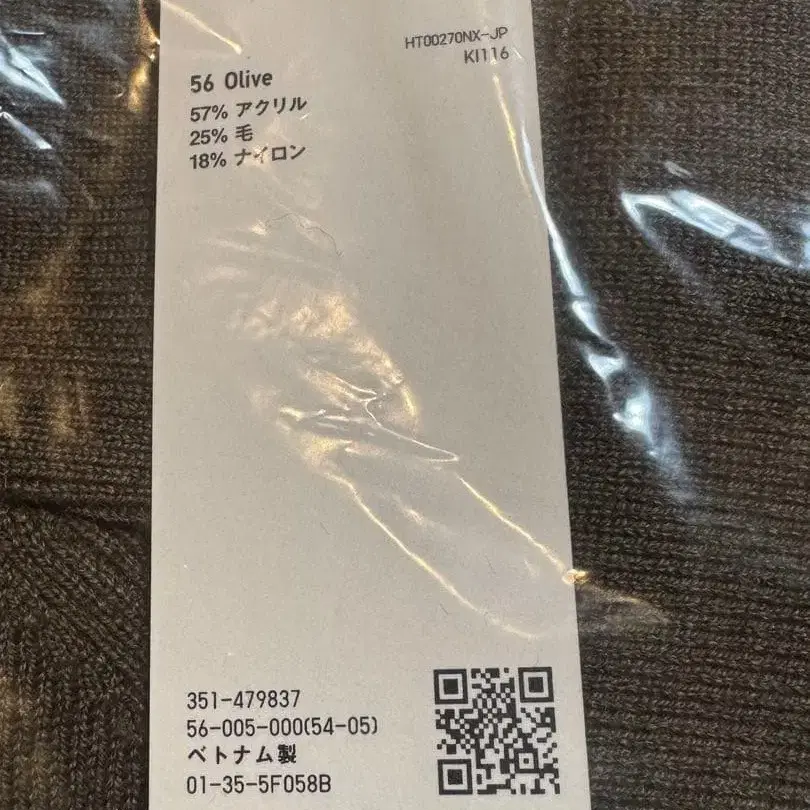 HT00270NX-JP
KI116
56 Olive
57% アクリル
25% 毛
18% ナイロン
351-479837
56-005-000(54-05)
ベトナム製
01-35-5F058B